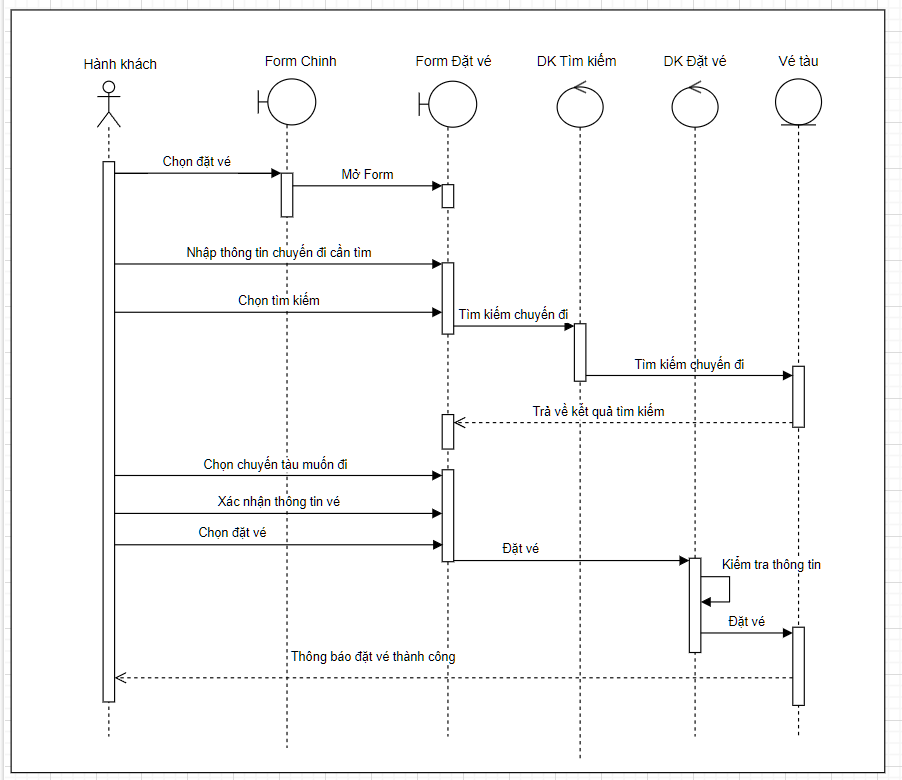 Hành khách
Form Chinh
Form Đặt vé
DK Tìm kiếm
DK Đặt vé
Vé tàu
Chọn đặt vé
Mở Form
Nhập thông tin chuyến đi cần tìm
Chọn tìm kiếm
Tìm kiếm chuyến đi
Tìm kiếm chuyến đi
Trả về kết quả tìm kiếm
Chọn chuyến tàu muốn đi
Xác nhận thông tin vé
Chọn đặt vé
Đặt vé
Kiểm tra thông tin
Đặt vé
Thông báo đặt vé thành công